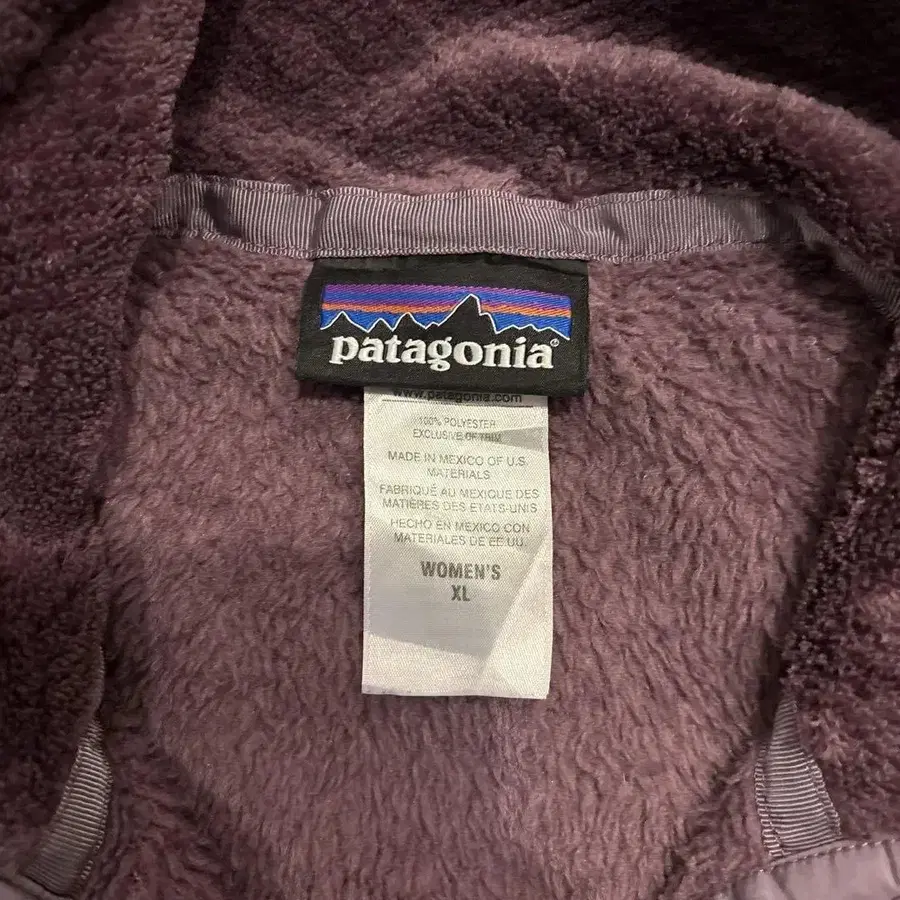 patagonia®
www.patagonia.com
100% POLYESTER
EXCLUSIVE OF TRIM
MADE IN MEXICO OF U.S.
MATERIALS
FABRIQUÉ AU MEXIQUE DES
MATIÈRES DES ÉTATS-UNIS
HECHO EN MEXICO CON
MATERIALES DE EE.UU.
WOMEN'S
XL